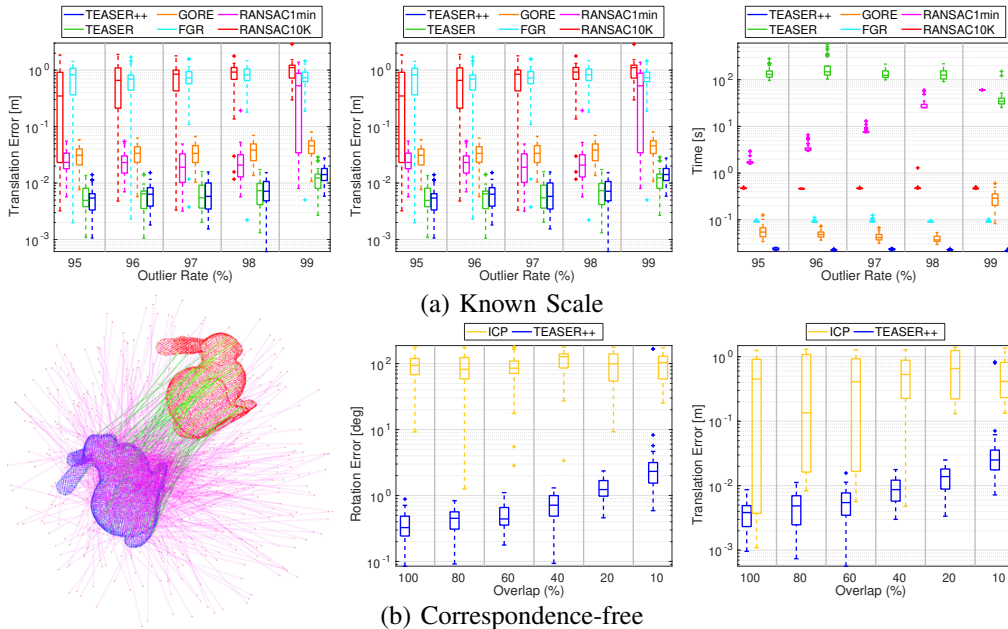 TEASER++ GORE RANSAC1min
TEASER FGR RANSAC10K
Translation Error [m]
10^0
10^-1
10^-2
10^-3
95 96 97 98 99
Outlier Rate (%)
TEASER++ GORE RANSAC1min
TEASER FGR RANSAC10K
Translation Error [m]
10^0
10^-1
10^-2
10^-3
95 96 97 98 99
Outlier Rate (%)
TEASER++ GORE RANSAC1min
TEASER FGR RANSAC10K
Time [s]
10^2
10^1
10^0
10^-1
95 96 97 98 99
Outlier Rate (%)
(a) Known Scale
ICP TEASER++
Rotation Error [deg]
10^2
10^1
10^0
10^-1
100 80 60 40 20 10
Overlap (%)
ICP TEASER++
Translation Error [m]
10^0
10^-1
10^-2
10^-3
100 80 60 40 20 10
Overlap (%)
(b) Correspondence-free